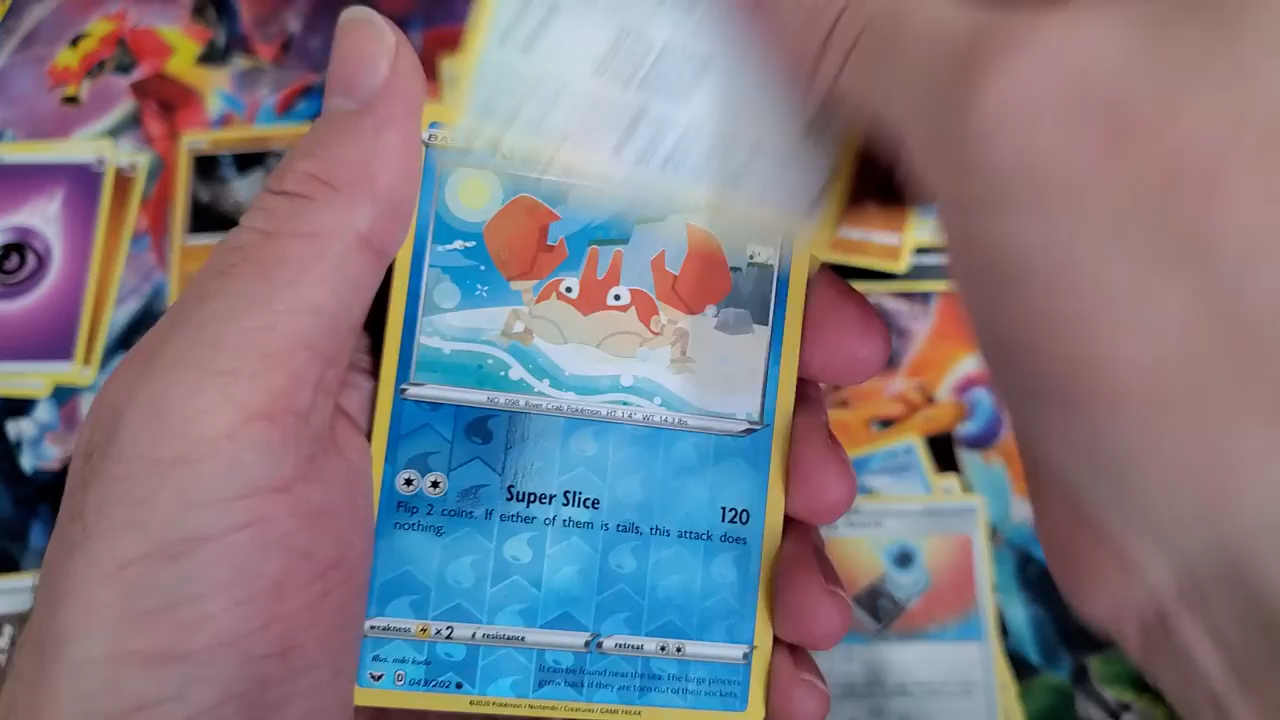 BA
NO. 098 River Crab Pokémon HT: 1'4" WT: 14.3 lbs.
Super Slice 120
Flip 2 coins. If either of them is tails, this attack does
nothing.
weakness ×2 resistance retreat
Illus. miki kudo
D 043/202
It can be found near the sea. The large pincers
grow back if they are torn out of their sockets.
©2020 Pokémon / Nintendo / Creatures / GAME FREAK